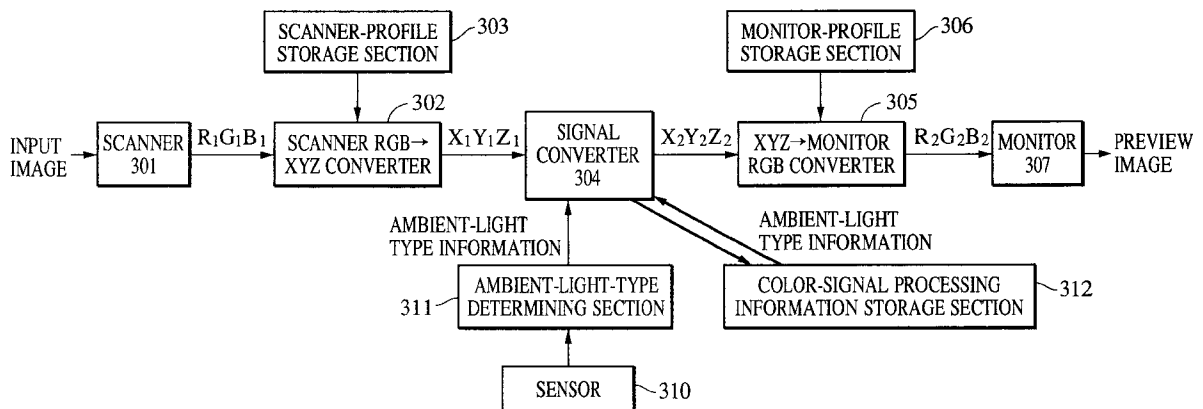 SCANNER-PROFILE
STORAGE SECTION
303
MONITOR-PROFILE
STORAGE SECTION
306
INPUT
IMAGE
SCANNER
301
R₁G₁B₁
302
SCANNER RGB→
XYZ CONVERTER
X₁Y₁Z₁
SIGNAL
CONVERTER
304
X₂Y₂Z₂
305
XYZ→MONITOR
RGB CONVERTER
R₂G₂B₂
MONITOR
307
PREVIEW
IMAGE
AMBIENT-LIGHT
TYPE INFORMATION
AMBIENT-LIGHT
TYPE INFORMATION
311
AMBIENT-LIGHT-TYPE
DETERMINING SECTION
COLOR-SIGNAL PROCESSING
INFORMATION STORAGE SECTION
312
SENSOR
310